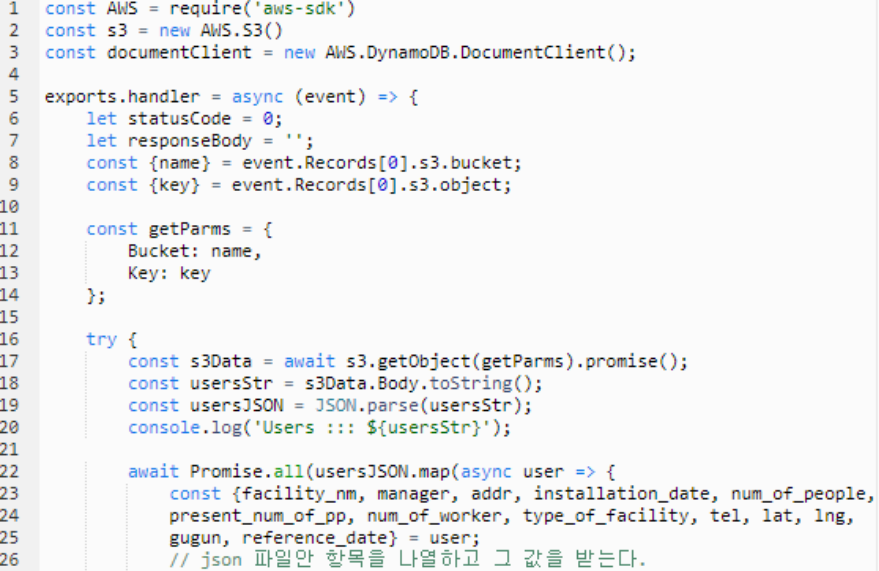 1 const AWS = require('aws-sdk')
2 const s3 = new AWS.S3()
3 const documentClient = new AWS.DynamoDB.DocumentClient();
4
5 exports.handler = async (event) => {
6 let statusCode = 0;
7 let responseBody = '';
8 const {name} = event.Records[0].s3.bucket;
9 const {key} = event.Records[0].s3.object;
10
11 const getParms = {
12 Bucket: name,
13 Key: key
14 };
15
16 try {
17 const s3Data = await s3.getObject(getParms).promise();
18 const usersStr = s3Data.Body.toString();
19 const usersJSON = JSON.parse(usersStr);
20 console.log('Users ::: ${usersStr}');
21
22 await Promise.all(usersJSON.map(async user => {
23 const {facility_nm, manager, addr, installation_date, num_of_people,
24 present_num_of_pp, num_of_worker, type_of_facility, tel, lat, lng,
25 gugun, reference_date} = user;
26 // json 파일안 항목을 나열하고 그 값을 받는다.